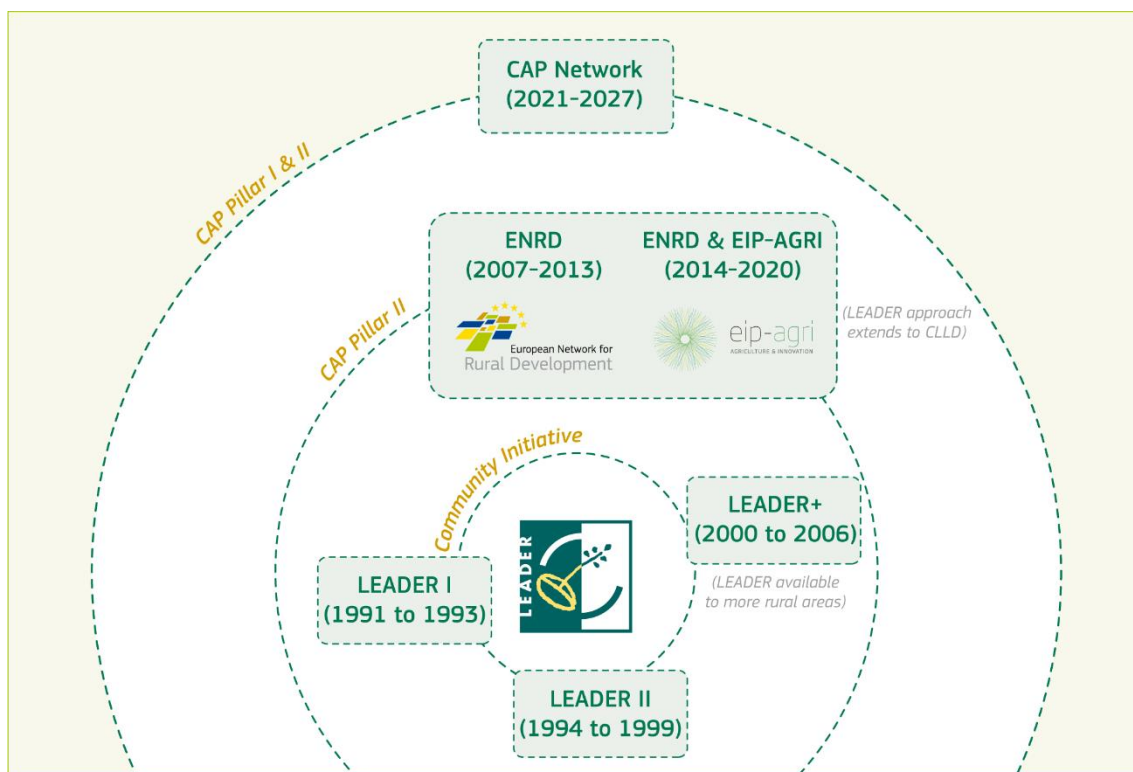 CAP Network
(2021-2027)
CAP Pillar I & II
ENRD
(2007-2013)
European Network for
Rural Development
ENRD & EIP-AGRI
(2014-2020)
eip-agri
AGRICULTURE & INNOVATION
(LEADER approach
extends to CLLD)
CAP Pillar II
Community Initiative
LEADER+
(2000 to 2006)
(LEADER available
to more rural areas)
LEADER
LEADER I
(1991 to 1993)
LEADER II
(1994 to 1999)